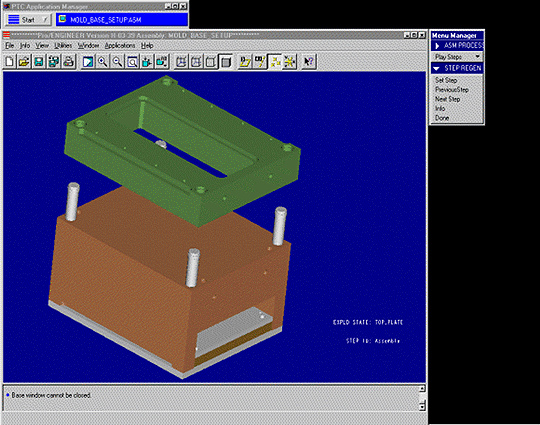 PTC Application Manager
Start
MOLD_BASE_SETUP.ASM
**********Pro/ENGINEER Version H-03-39 Assembly: MOLD_BASE_SETUP**********
File Info View Utilities Window Applications Help
Menu Manager
ASM PROCESS
Play Steps
STEP REGEN
Set Step
PreviousStep
Next Step
Info
Done
EXPLD STATE: TOP_PLATE
STEP 10: Assembly
Base window cannot be closed.